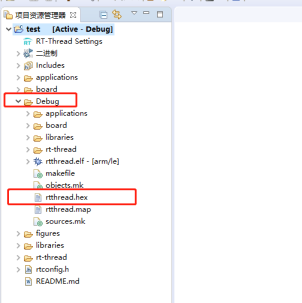 项目资源管理器
test [Active - Debug]
RT-Thread Settings
二进制
Includes
applications
board
Debug
applications
board
libraries
rt-thread
rtthread.elf - [arm/le]
makefile
objects.mk
rtthread.hex
rtthread.map
sources.mk
figures
libraries
rt-thread
rtconfig.h
README.md